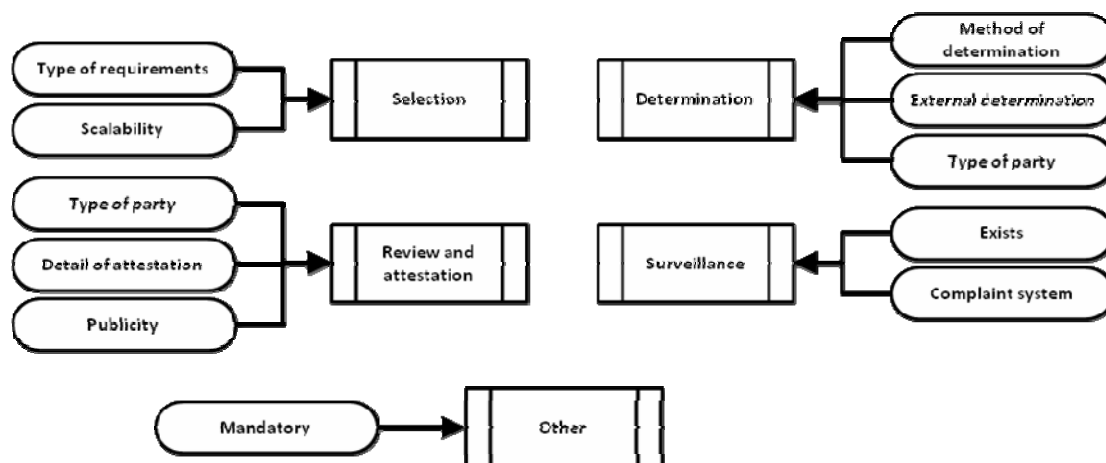 Type of requirements
Scalability
Selection
Determination
Method of
determination
External determination
Type of party
Type of party
Detail of attestation
Publicity
Review and
attestation
Surveillance
Exists
Complaint system
Mandatory
Other